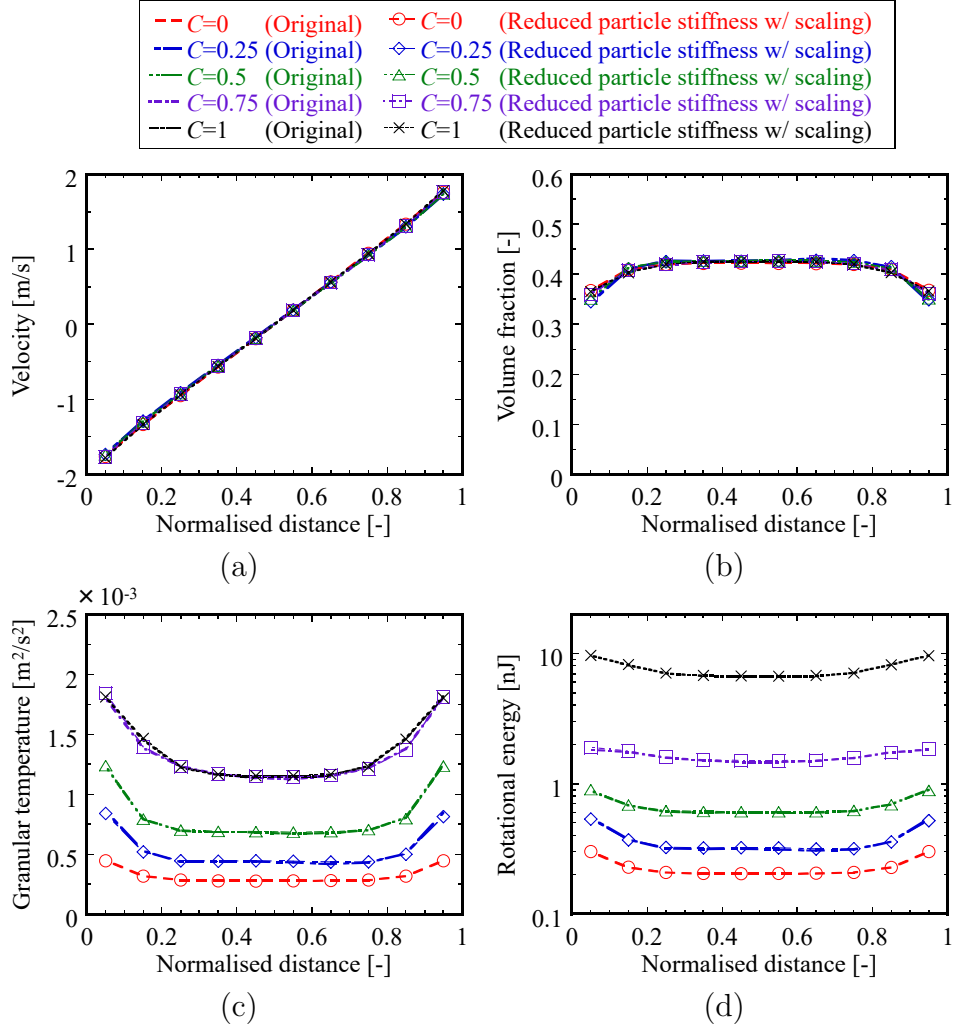 C=0 (Original) C=0 (Reduced particle stiffness w/ scaling)
C=0.25 (Original) C=0.25 (Reduced particle stiffness w/ scaling)
C=0.5 (Original) C=0.5 (Reduced particle stiffness w/ scaling)
C=0.75 (Original) C=0.75 (Reduced particle stiffness w/ scaling)
C=1 (Original) C=1 (Reduced particle stiffness w/ scaling)
Velocity [m/s]
2
1
0
-1
-2
0 0.2 0.4 0.6 0.8 1
Normalised distance [-]
(a)
Volume fraction [-]
0.6
0.5
0.4
0.3
0.2
0.1
0
0 0.2 0.4 0.6 0.8 1
Normalised distance [-]
(b)
Granular temperature [m²/s²]
× 10⁻³
2.5
2
1.5
1
0.5
0
0 0.2 0.4 0.6 0.8 1
Normalised distance [-]
(c)
Rotational energy [nJ]
10
1
0.1
0 0.2 0.4 0.6 0.8 1
Normalised distance [-]
(d)